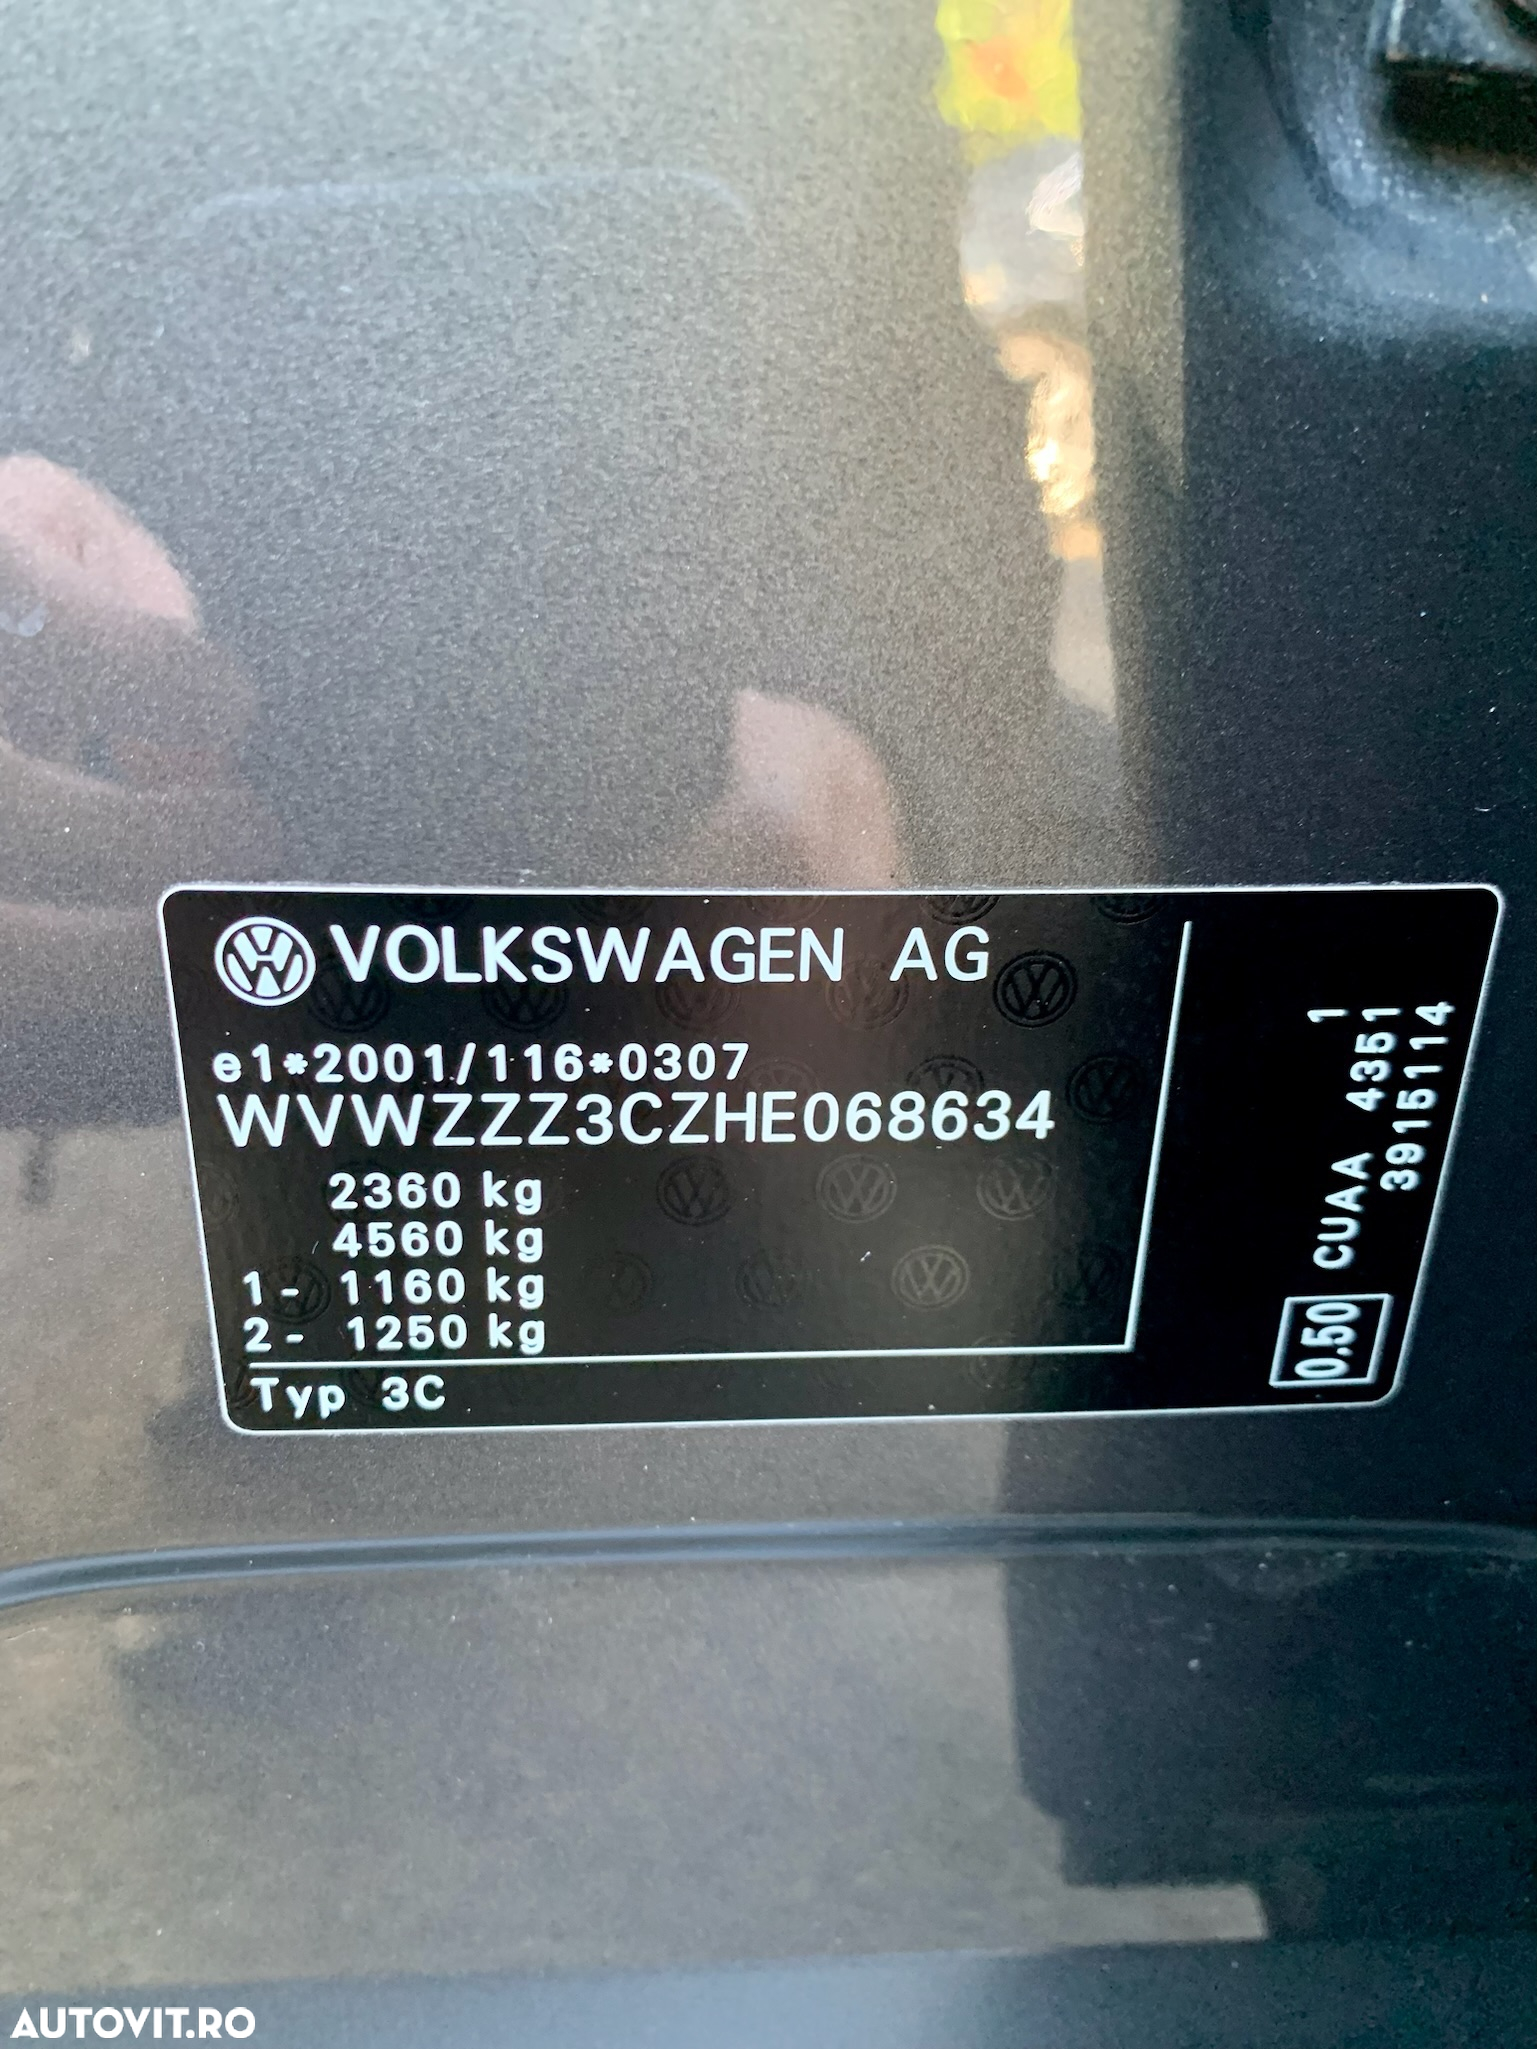 VOLKSWAGEN AG
e1*2001/116*0307
WVWZZZ3CZHE068634
2360 kg
4560 kg
1- 1160 kg
2- 1250 kg
Typ 3C
0.50
CUAA 4351 1
3915114
AUTOVIT.RO